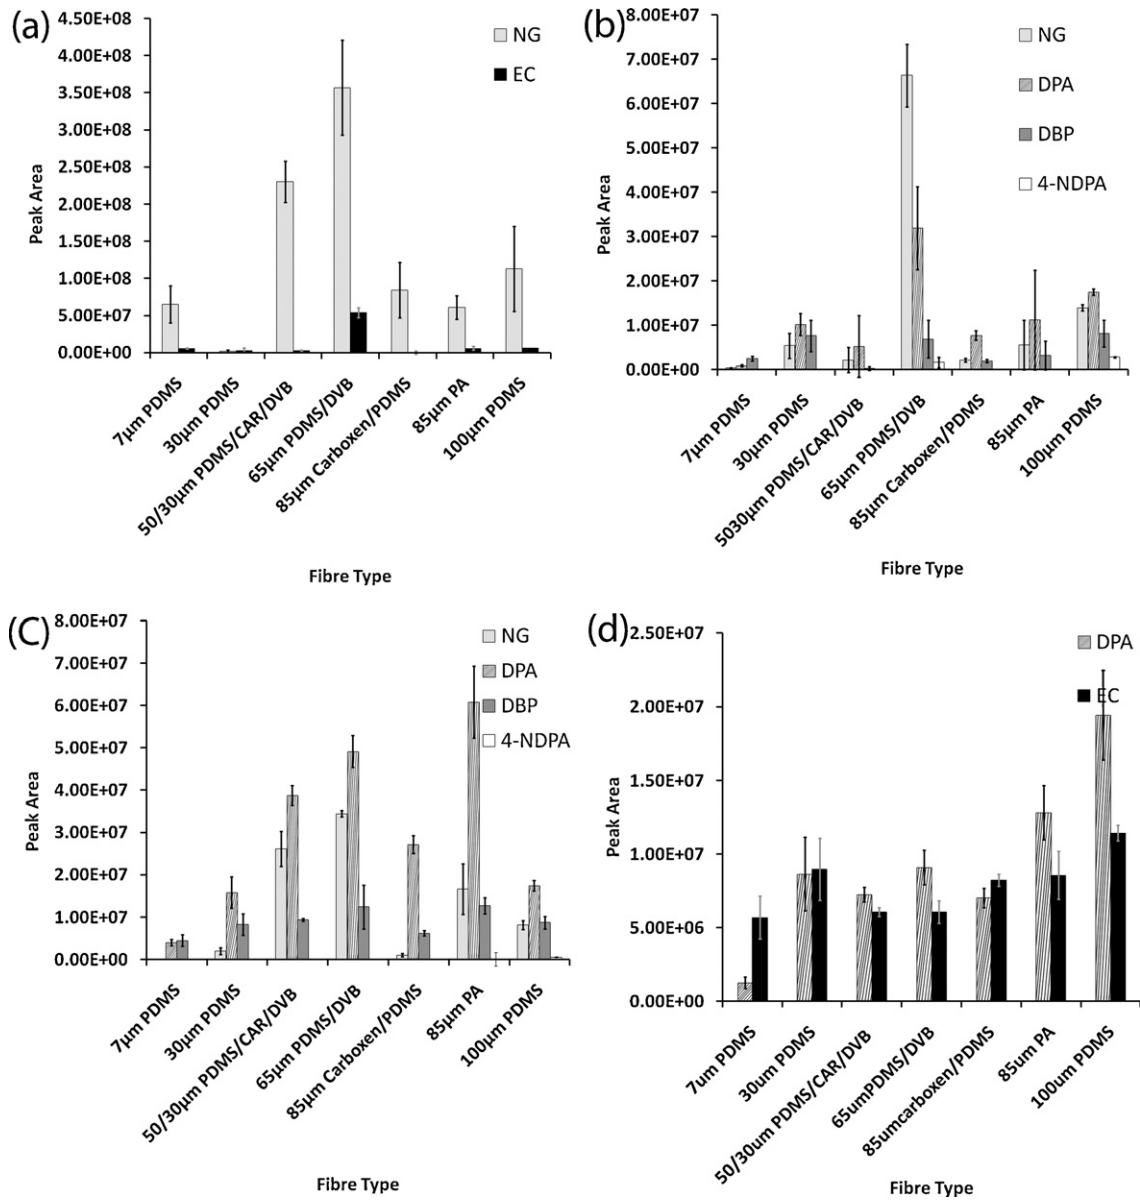 (a)
NG
EC
4.50E+08
4.00E+08
3.50E+08
3.00E+08
2.50E+08
2.00E+08
1.50E+08
1.00E+08
5.00E+07
0.00E+00
Peak Area
7µm PDMS
30µm PDMS
50/30µm PDMS/CAR/DVB
65µm PDMS/DVB
85µm Carboxen/PDMS
85µm PA
100µm PDMS
Fibre Type
(b)
NG
DPA
DBP
4-NDPA
8.00E+07
7.00E+07
6.00E+07
5.00E+07
4.00E+07
3.00E+07
2.00E+07
1.00E+07
0.00E+00
Peak Area
7µm PDMS
30µm PDMS
5030µm PDMS/CAR/DVB
65µm PDMS/DVB
85µm Carboxen/PDMS
85µm PA
100µm PDMS
Fibre Type
(C)
NG
DPA
DBP
4-NDPA
8.00E+07
7.00E+07
6.00E+07
5.00E+07
4.00E+07
3.00E+07
2.00E+07
1.00E+07
0.00E+00
Peak Area
7µm PDMS
30µm PDMS
50/30µm PDMS/CAR/DVB
65µm PDMS/DVB
85µm Carboxen/PDMS
85µm PA
100µm PDMS
Fibre Type
(d)
DPA
EC
2.50E+07
2.00E+07
1.50E+07
1.00E+07
5.00E+06
0.00E+00
Peak Area
7um PDMS
30um PDMS
50/30um PDMS/CAR/DVB
65umPDMS/DVB
85umcarboxen/PDMS
85µm PA
100um PDMS
Fibre Type